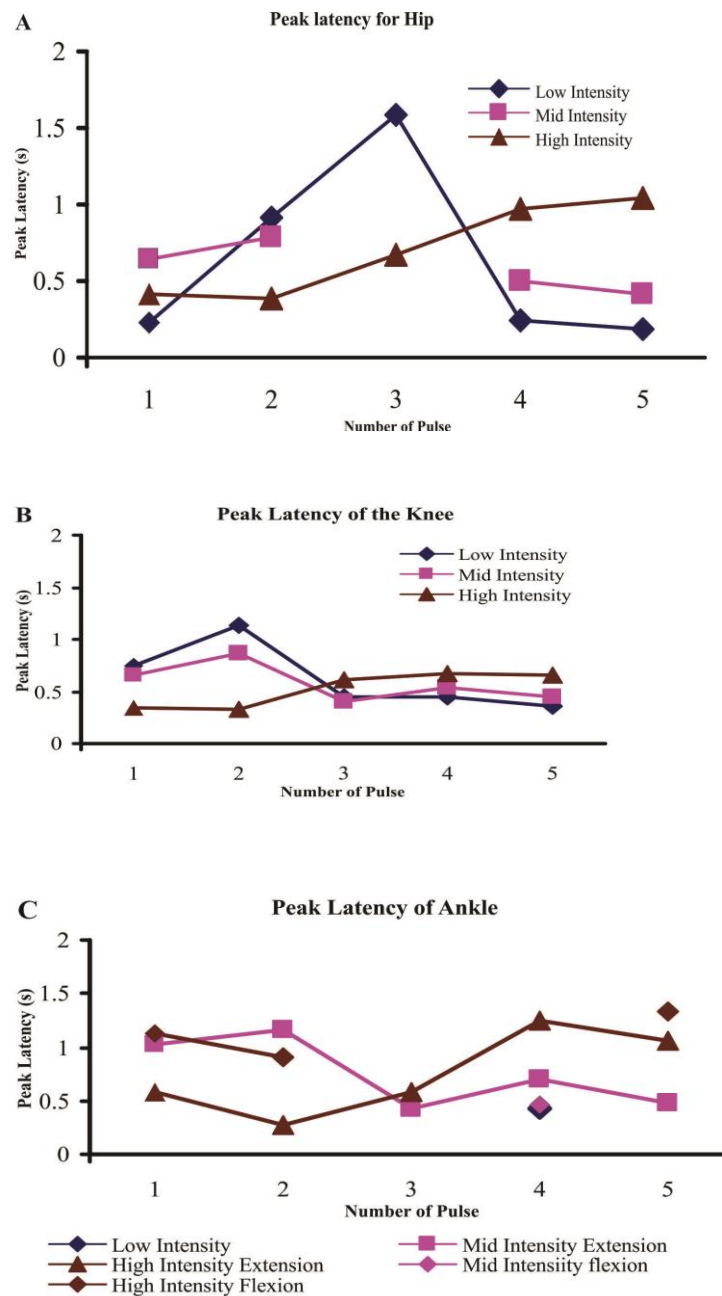 A
Peak latency for Hip
2
Low Intensity
Mid Intensity
1.5
High Intensity
Peak Latency (s)
1
0.5
0
1 2 3 4 5
Number of Pulse
B
Peak Latency of the Knee
2
Low Intensity
Mid Intensity
1.5
High Intensity
Peak Latency (s)
1
0.5
0
1 2 3 4 5
Number of Pulse
C
Peak Latency of Ankle
2
Peak Latency (s)
1.5
1
0.5
0
1 2 3 4 5
Number of Pulse
Low Intensity Mid Intensity Extension
High Intensity Extension Mid Intensiity flexion
High Intensity Flexion